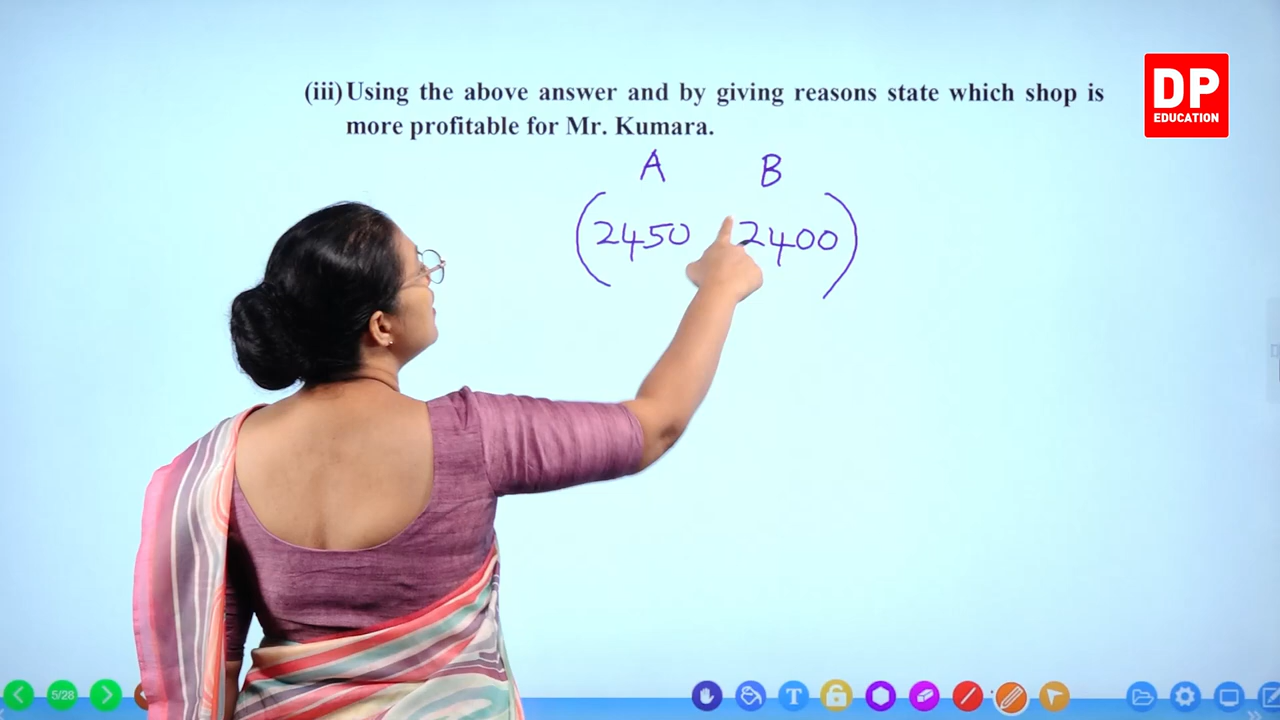 DP
EDUCATION
(iii) Using the above answer and by giving reasons state which shop is
more profitable for Mr. Kumara.
A B
(2450 2400)
5/28
T